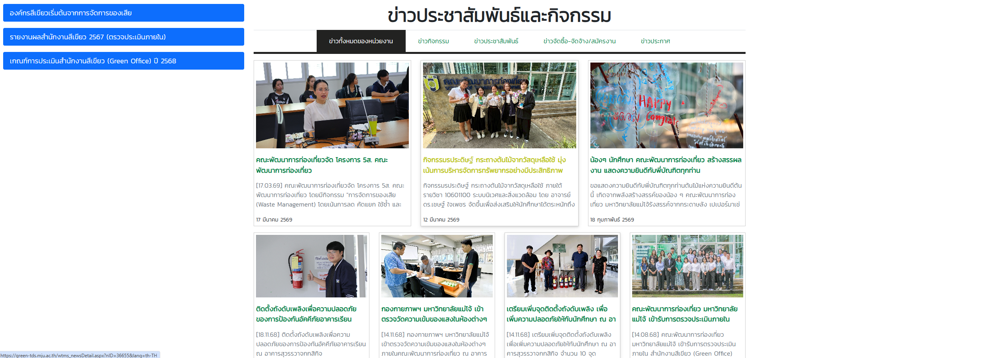 องค์กรสีเขียวเริ่มต้นจากการจัดการของเสีย
รายงานผลสำนักงานสีเขียว 2567 (ตรวจประเมินภายใน)
เกณฑ์การประเมินสำนักงานสีเขียว (Green Office) ปี 2568
ข่าวประชาสัมพันธ์และกิจกรรม
ข่าวทั้งหมดของหน่วยงาน
ข่าวกิจกรรม
ข่าวประชาสัมพันธ์
ข่าวจัดซื้อ-จัดจ้าง/สมัครงาน
ข่าวประกาศ
คณะพัฒนาการท่องเที่ยวจัด โครงการ 5ส. คณะ
พัฒนาการท่องเที่ยว
[17.03.69] คณะพัฒนาการท่องเที่ยวจัด โครงการ 5ส. คณะ
พัฒนาการท่องเที่ยว โดยมีกิจกรรม "การจัดการของเสีย
(Waste Management) โดยเน้นการลด คัดแยก ใช้ซ้ำ และ
17 มีนาคม 2569
คณะพัฒนาการท่องเที่ยว
กิจกรรมรประดิษฐ์ กระถางต้นไม้จากวัสดุเหลือใช้ มุ่ง
เน้นการบริหารจัดการทรัพยากรอย่างมีประสิทธิภาพ
กิจกรรมรประดิษฐ์ กระถางต้นไม้จากวัสดุเหลือใช้ ภายใต้
รายวิชา 10601100 ระบบนิเวศและสิ่งแวดล้อม โดย อาจารย์
ดร.เชษฐ์ ใจเพชร จัดขึ้นเพื่อส่งเสริมให้นักศึกษาได้ตระหนักถึง
12 มีนาคม 2569
HAPPY
Congrat
น้องๆ นักศึกษา คณะพัฒนาการท่องเที่ยว สร้างสรรผล
งาน แสดงความยินดีกับพี่บัณฑิตทุกท่าน
ขอแสดงความยินดีกับพี่บัณฑิตทุกท่านต้นไม้แห่งความยินดีต้น
นี้ เกิดจากพลังสร้างสรรค์ของน้อง ๆ คณะพัฒนาการท่อง
เที่ยว มหาวิทยาลัยแม่โจ้รังสรรค์จากกระดาษลัง เปเปอร์มาเช่
18 กุมภาพันธ์ 2569
ติดตั้งถังดับเพลิงเพื่อความปลอดภัย
ของการป้องกันอัคคีภัยอาคารเรียน
[18.11.68] ติดตั้งถังดับเพลิงเพื่อความ
ปลอดภัยของการป้องกันอัคคีภัยอาคารเรียน
ณ อาคารสุวรรวาจกกสิกิจ
กองกายภาพฯ มหาวิทยาลัยแม่โจ้ เข้า
ตรวจวัดความเข้มของแสงในห้องต่างๆ
[14.11.68] กองกายภาพฯ มหาวิทยาลัยแม่โจ้
เข้าตรวจวัดความเข้มของแสงในห้องต่างๆ
ภายในคณะพัฒนาการท่องเที่ยว ณ อาคาร
เตรียมเพิ่มจุดติดตั้งถังดับเพลิง เพื่อ
เพิ่มความปลอดภัยให้กับนักศึกษา ณ อา
[14.11.68] เตรียมเพิ่มจุดติดตั้งถังดับเพลิง
เพื่อเพิ่มความปลอดภัยให้กับนักศึกษา ณ อา
คารสุวรรวาจกกสิกิจ จำนวน 10 จุด
คณะพัฒนาการท่องเที่ยว มหาวิทยาลัย
แม่โจ้ เข้ารับการตรวจประเมินภายใน
[14.08.68] คณะพัฒนาการท่องเที่ยว
มหาวิทยาลัยแม่โจ้ เข้ารับการตรวจประเมิน
ภายใน สำนักงานสีเขียว (Green Office)
https://green-tds.mju.ac.th/wtms_newsDetail.aspx?nID=36655&lang=th-TH